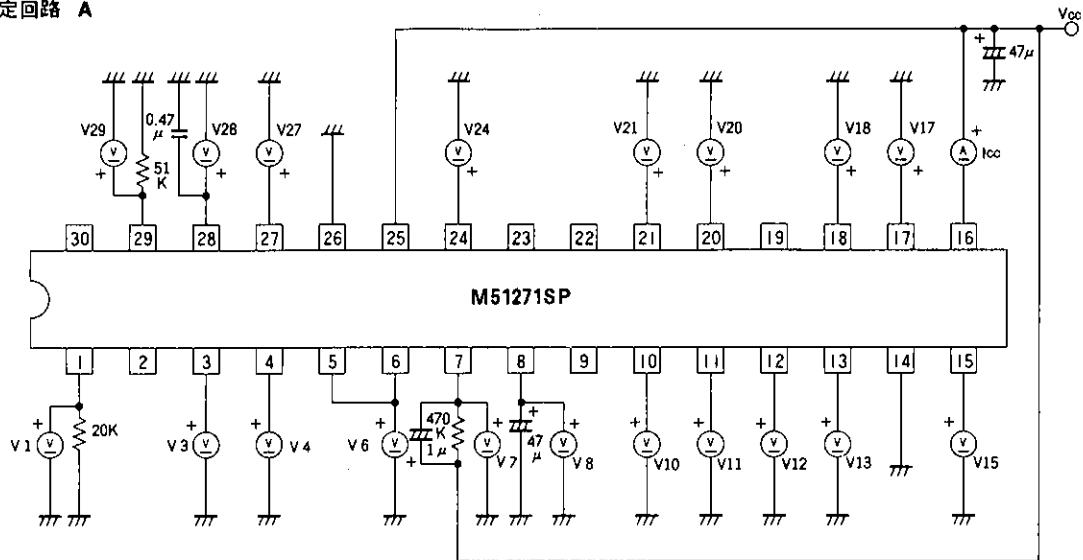 定回路 A
Vcc
+
47μ
V29
+
51
K
0.47
μ
V28
+
V27
+
V24
+
V21
+
V20
+
V18
+
V17
+
A
+
Icc
30 29 28 27 26 25 24 23 22 21 20 19 18 17 16
M51271SP
1 2 3 4 5 6 7 8 9 10 11 12 13 14 15
+
V1
20K
+
V3
+
V4
V6
+
+
470
K
1μ
+
V7
+
47
μ
+
V8
+
V10
+
V11
+
V12
+
V13
+
V15